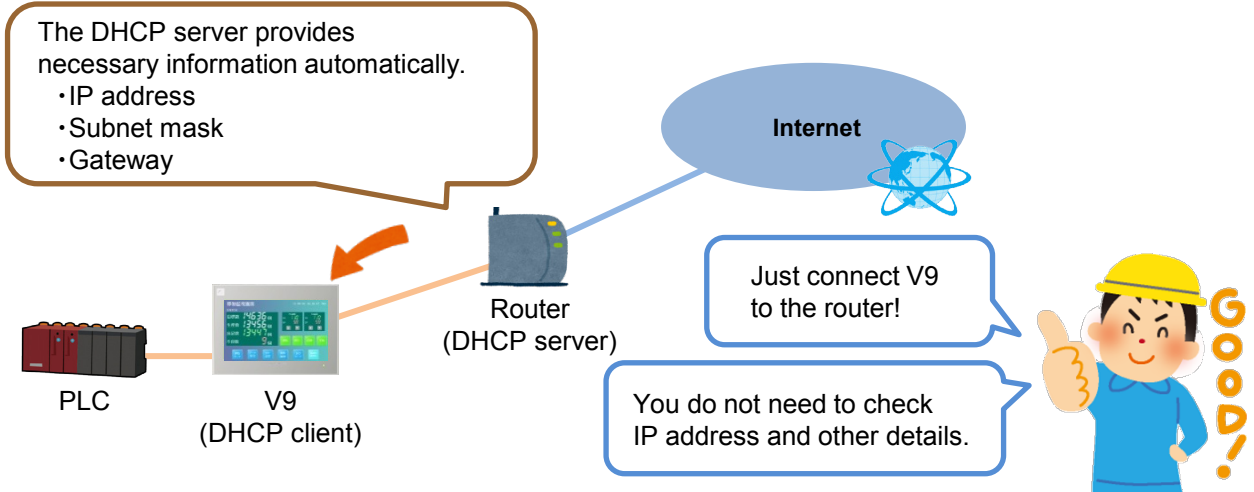 The DHCP server provides
necessary information automatically.
・IP address
・Subnet mask
・Gateway
Internet
Just connect V9
to the router!
Router
(DHCP server)
PLC
V9
(DHCP client)
You do not need to check
IP address and other details.
GOOD!